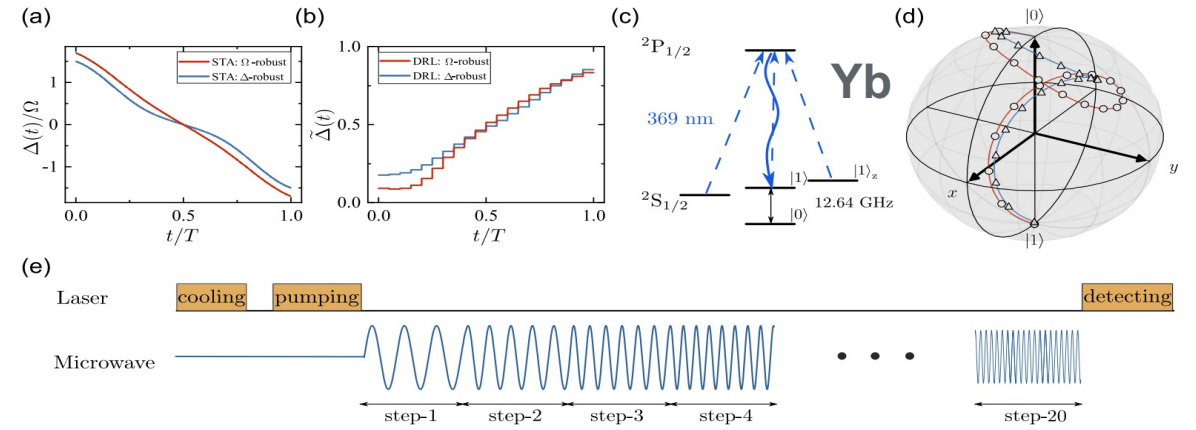 (a)
STA: Ω-robust
STA: Δ-robust
Δ(t)/Ω
1
0
-1
0.0
0.5
1.0
t/T
(b)
DRL: Ω-robust
DRL: Δ-robust
Δ̃(t)
1.0
0.5
0.0
0.0
0.5
1.0
t/T
(c)
²P₁/₂
Yb
369 nm
|1⟩
|1⟩z
²S₁/₂
12.64 GHz
|0⟩
(d)
|0⟩
x
y
|1⟩
(e)
Laser
cooling
pumping
detecting
Microwave
step-1
step-2
step-3
step-4
step-20